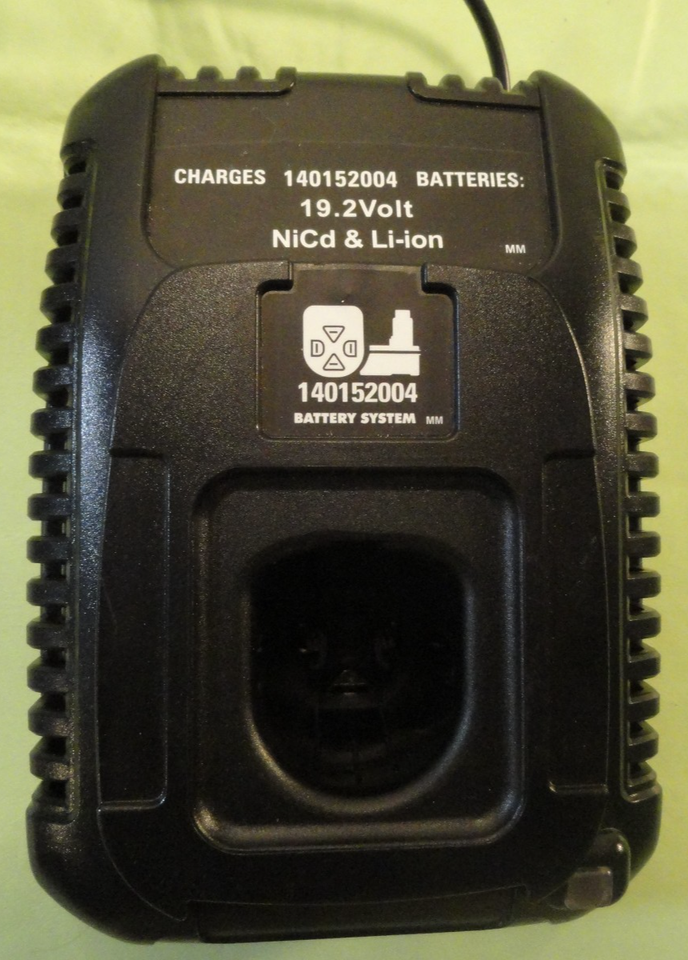 CHARGES 140152004 BATTERIES:
19.2Volt
NiCd & Li-ion
MM
D D
140152004
BATTERY SYSTEM MM